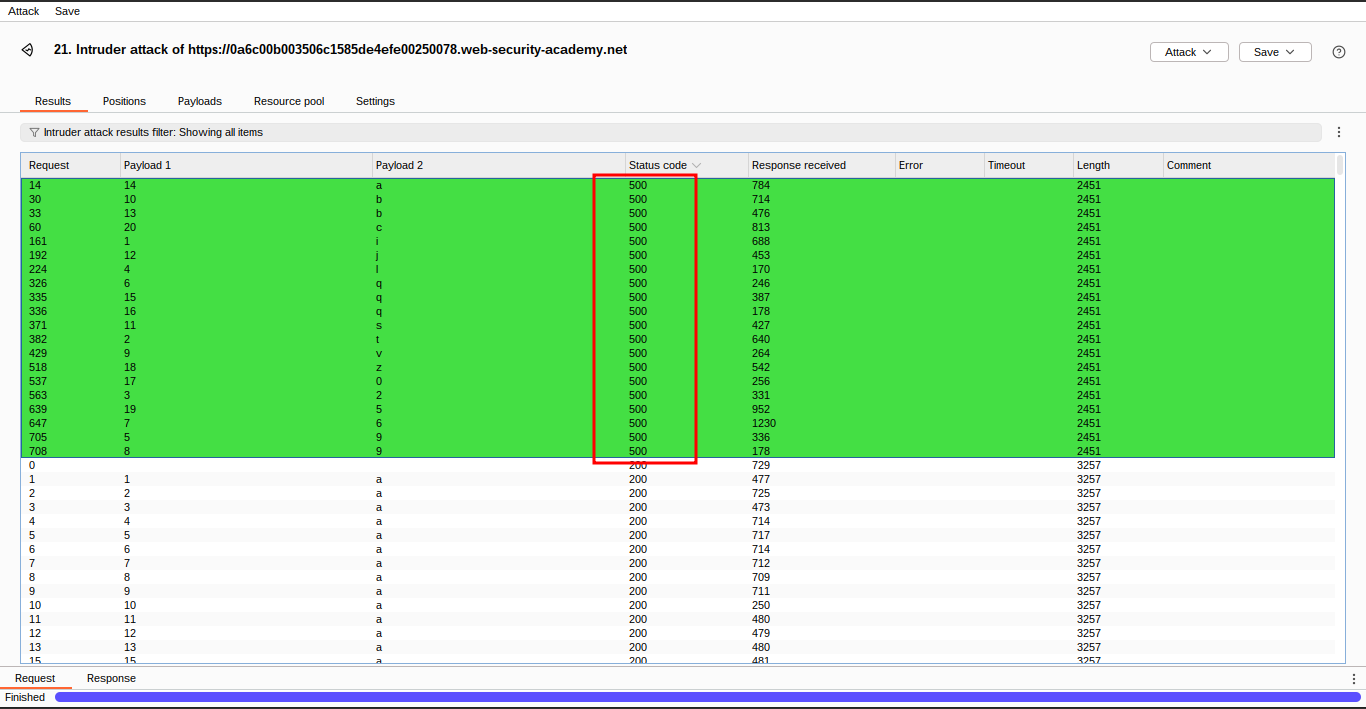 Attack Save
21. Intruder attack of https://0a6c00b003506c1585de4efe00250078.web-security-academy.net
Attack Save
Results Positions Payloads Resource pool Settings
Intruder attack results filter: Showing all items
Request Payload 1 Payload 2 Status code Response received Error Timeout Length Comment
14 14 a 500 784 2451
30 10 b 500 714 2451
33 13 b 500 476 2451
60 20 c 500 813 2451
161 1 i 500 688 2451
192 12 j 500 453 2451
224 4 l 500 170 2451
326 6 q 500 246 2451
335 15 q 500 387 2451
336 16 q 500 178 2451
371 11 s 500 427 2451
382 2 t 500 640 2451
429 9 v 500 264 2451
518 18 z 500 542 2451
537 17 0 500 256 2451
563 3 2 500 331 2451
639 19 5 500 952 2451
647 7 6 500 1230 2451
705 5 9 500 336 2451
708 8 9 500 178 2451
0 200 729 3257
1 1 a 200 477 3257
2 2 a 200 725 3257
3 3 a 200 473 3257
4 4 a 200 714 3257
5 5 a 200 717 3257
6 6 a 200 714 3257
7 7 a 200 712 3257
8 8 a 200 709 3257
9 9 a 200 711 3257
10 10 a 200 250 3257
11 11 a 200 480 3257
12 12 a 200 479 3257
13 13 a 200 480 3257
15 15 a 200 481 3257
Request Response
Finished